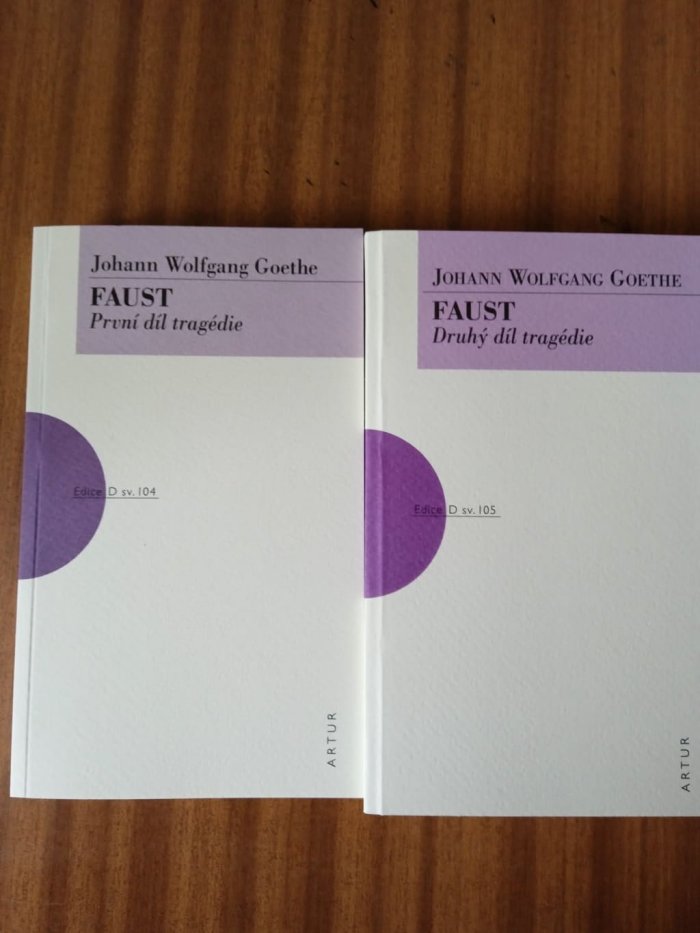 Johann Wolfgang Goethe
FAUST
První díl tragédie
Edice D sv. 104
ARTUR
JOHANN WOLFGANG GOETHE
FAUST
Druhý díl tragédie
Edice D sv. 105
ARTUR